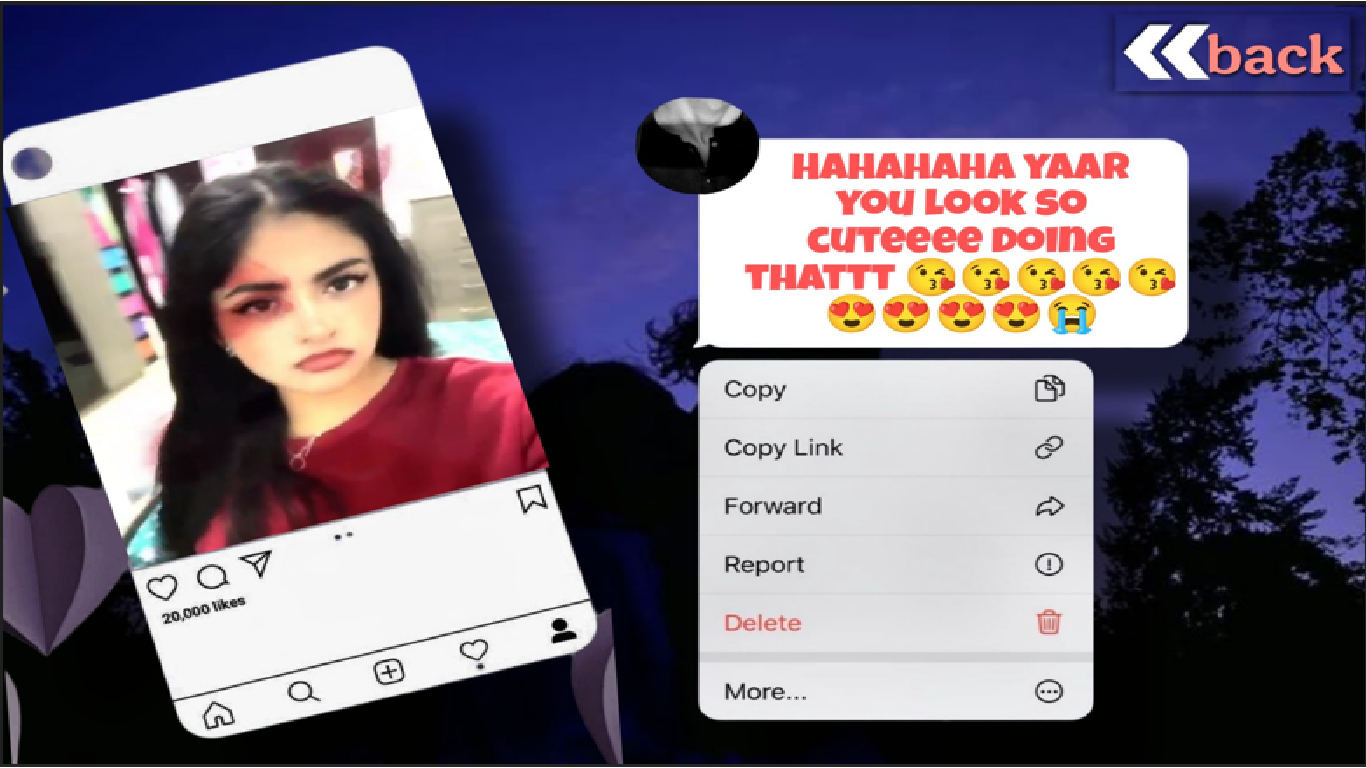 back
HAHAHAHA YAAR
YOU LOOK SO
CUTEEEE DOING
THATTT 😘😘😘😘😘
😍😍😍😍😭
Copy
Copy Link
Forward
Report
Delete
More...
20,000 likes